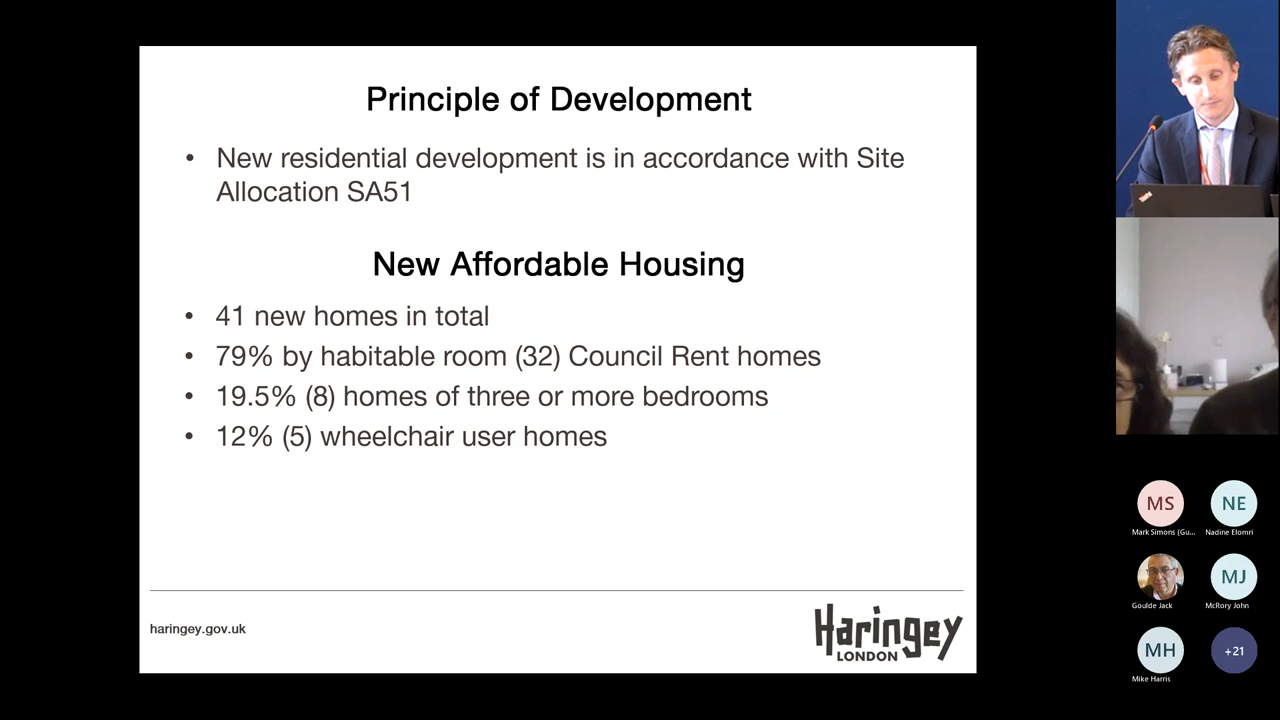 Principle of Development
• New residential development is in accordance with Site
Allocation SA51
New Affordable Housing
• 41 new homes in total
• 79% by habitable room (32) Council Rent homes
• 19.5% (8) homes of three or more bedrooms
• 12% (5) wheelchair user homes
haringey.gov.uk
Haringey
LONDON
MS
NE
Mark Simons (Gu...
Nadine Elomri
MJ
Goulde Jack
McRory John
MH
+21
Mike Harris